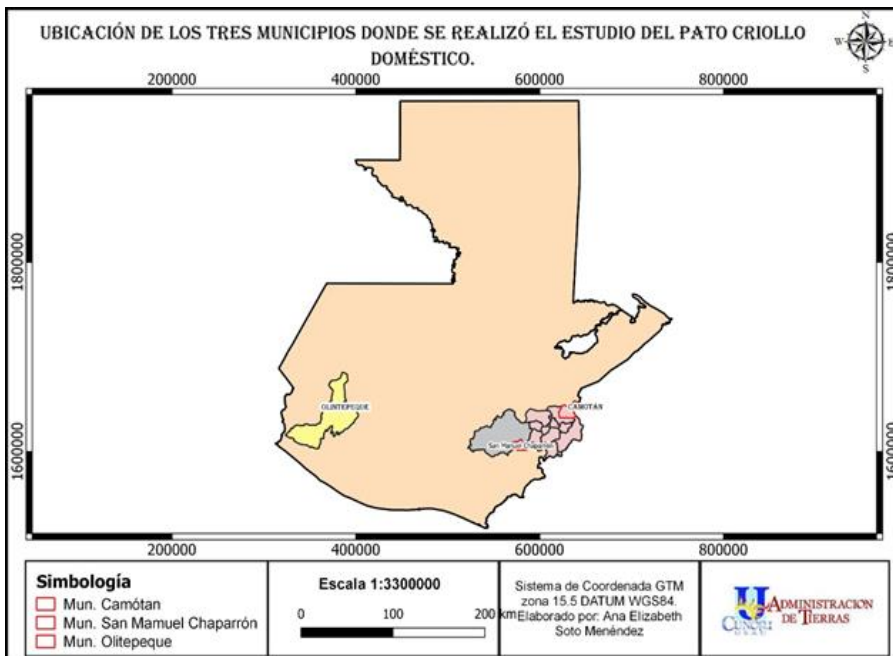 UBICACIÓN DE LOS TRES MUNICIPIOS DONDE SE REALIZÓ EL ESTUDIO DEL PATO CRIOLLO
DOMÉSTICO.
N
W E
S
200000 400000 600000 800000
1800000 1800000
OLINTEPEQUE
CAMOTÁN
San Manuel Chaparrón
1600000 1600000
200000 400000 600000 800000
Simbología
Mun. Camótan
Mun. San Mamuel Chaparrón
Mun. Olitepeque
Escala 1:3300000
0 100 200 km
Sistema de Coordenada GTM
zona 15.5 DATUM WGS84.
Elaborado por: Ana Elizabeth
Soto Menéndez
CUNORI
ADMINISTRACION
DE TIERRAS